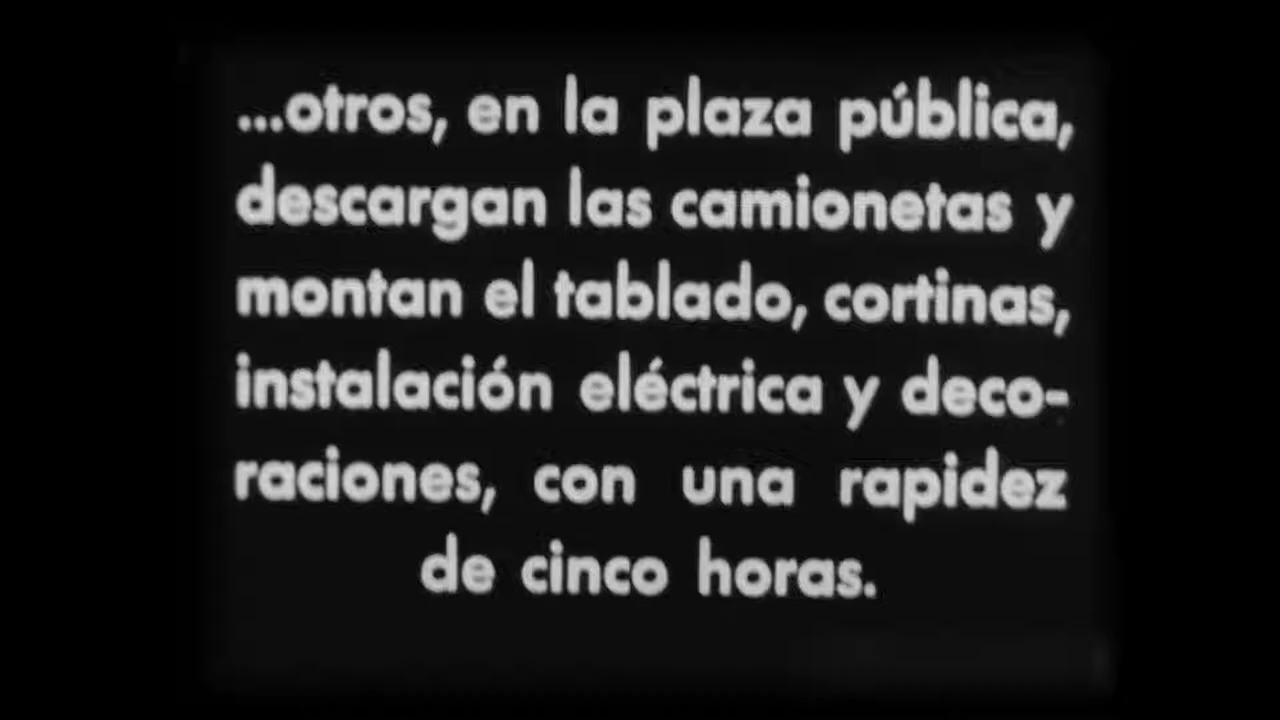 ...otros, en la plaza pública,
descargan las camionetas y
montan el tablado, cortinas,
instalación eléctrica y deco-
raciones, con una rapidez
de cinco horas.